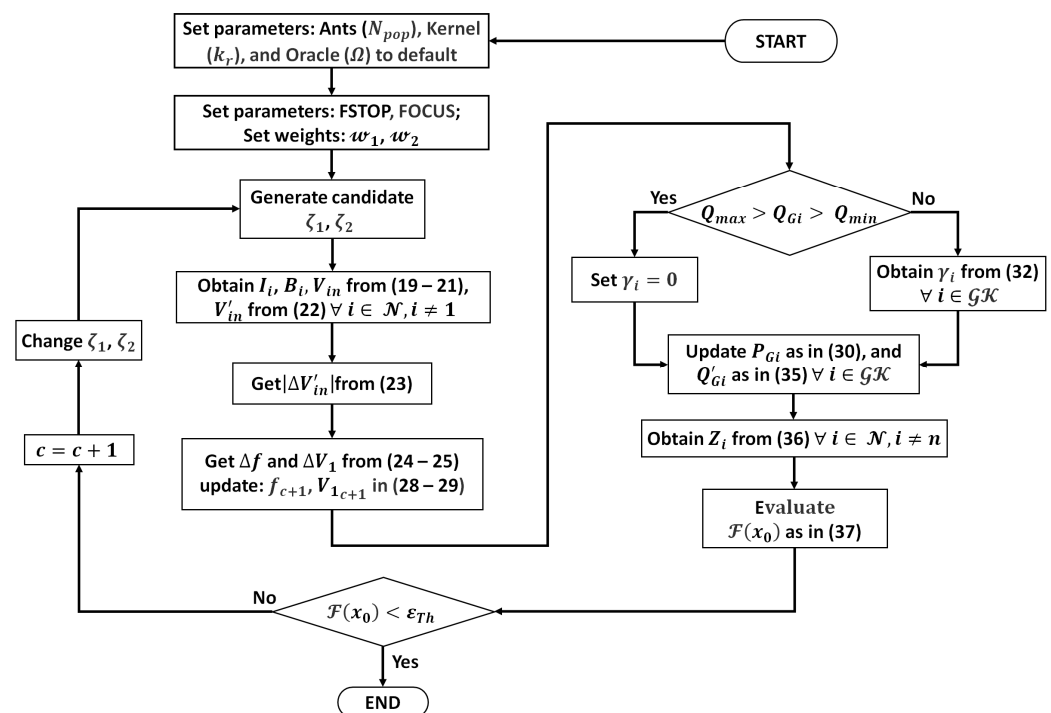 START
Set parameters: Ants (N_pop), Kernel
(k_r), and Oracle (Ω) to default
Set parameters: FSTOP, FOCUS;
Set weights: w_1, w_2
Generate candidate
ζ_1, ζ_2
Obtain I_i, B_i, V_in from (19 – 21),
V′_in from (22) ∀ i ∈ 𝒩, i ≠ 1
Get|ΔV′_in|from (23)
Get Δf and ΔV_1 from (24 – 25)
update: f_c+1, V_1_c+1 in (28 – 29)
Q_max > Q_Gi > Q_min
Yes
No
Set γ_i = 0
Obtain γ_i from (32)
∀ i ∈ 𝒢𝒦
Update P_Gi as in (30), and
Q′_Gi as in (35) ∀ i ∈ 𝒢𝒦
Obtain Z_i from (36) ∀ i ∈ 𝒩, i ≠ n
Evaluate
ℱ(x_0) as in (37)
ℱ(x_0) < ε_Th
No
Yes
c = c + 1
Change ζ_1, ζ_2
END